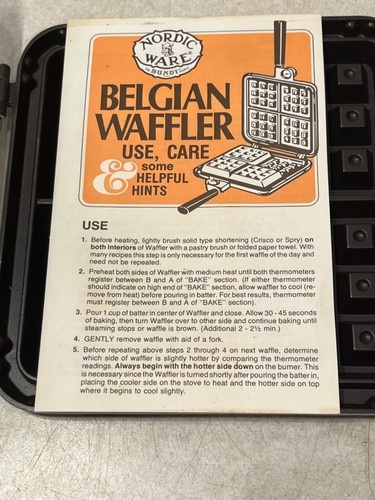 NORDIC
WARE
BUNDT
BELGIAN
WAFFLER
USE, CARE
& some
HELPFUL
HINTS
USE
1. Before heating, lightly brush solid type shortening (Crisco or Spry) on
both interiors of Waffler with a pastry brush or folded paper towel. With
many recipes this step is only necessary for the first waffle of the day and
need not be repeated.
2. Preheat both sides of Waffler with medium heat until both thermometers
register between B and A of "BAKE" section. (If either thermometer
should indicate on high end of "BAKE" section, allow waffler to cool (re-
move from heat) before pouring in batter. For best results, thermometer
must register between B and A of "BAKE" section.
3. Pour 1 cup of batter in center of Waffler and close. Allow 30 - 45 seconds
of baking, then turn Waffler over to other side and continue baking until
steaming stops or waffle is brown. (Additional 2 - 2½ min.)
4. GENTLY remove waffle with aid of a fork.
5. Before repeating above steps 2 through 4 on next waffle, determine
which side of waffler is slightly hotter by comparing the thermometer
readings. Always begin with the hotter side down on the burner. This is
necessary since the Waffler is turned shortly after pouring the batter in,
placing the cooler side on the stove to heat and the hotter side on top
where it begins to cool slightly.